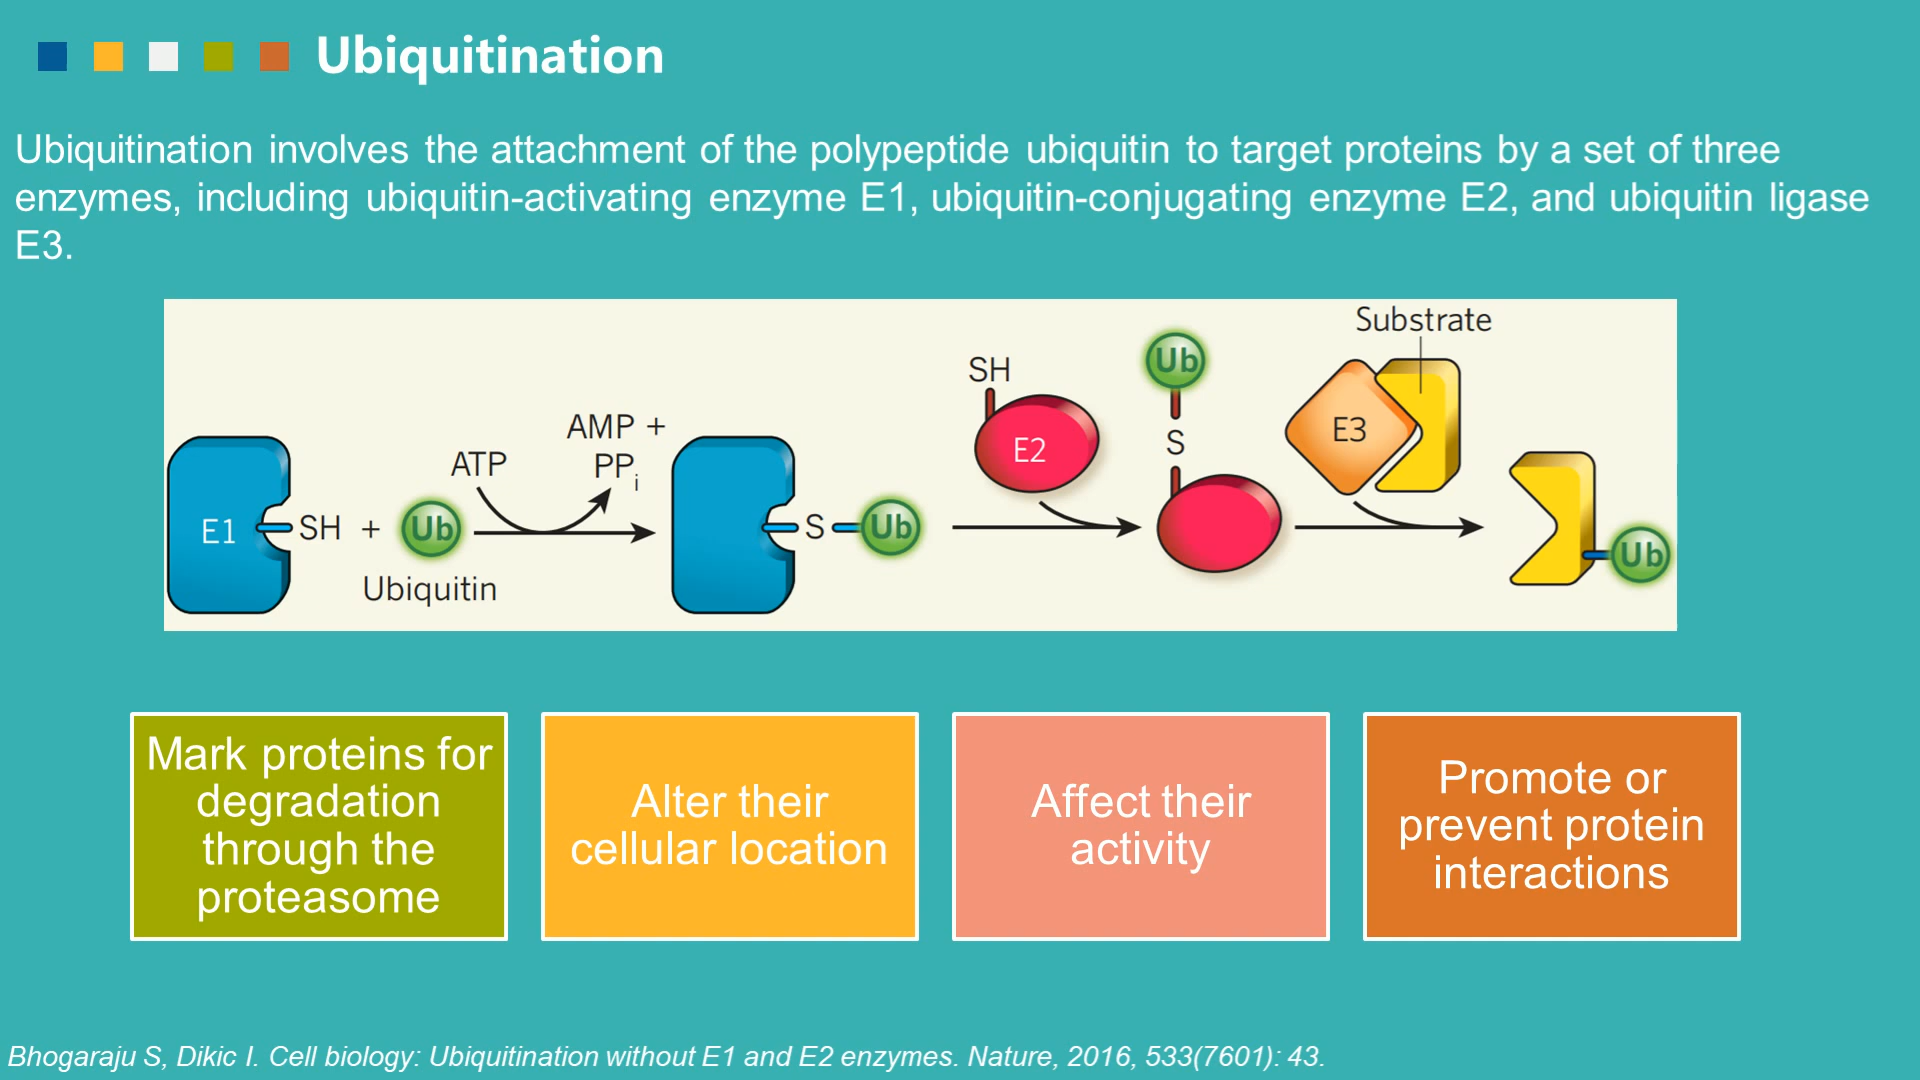 Ubiquitination
Ubiquitination involves the attachment of the polypeptide ubiquitin to target proteins by a set of three
enzymes, including ubiquitin-activating enzyme E1, ubiquitin-conjugating enzyme E2, and ubiquitin ligase
E3.
E1
SH + Ub
Ubiquitin
ATP
AMP +
PPi
S
Ub
SH
E2
Ub
S
Substrate
E3
Ub
Mark proteins for
degradation
through the
proteasome
Alter their
cellular location
Affect their
activity
Promote or
prevent protein
interactions
Bhogaraju S, Dikic I. Cell biology: Ubiquitination without E1 and E2 enzymes. Nature, 2016, 533(7601): 43.